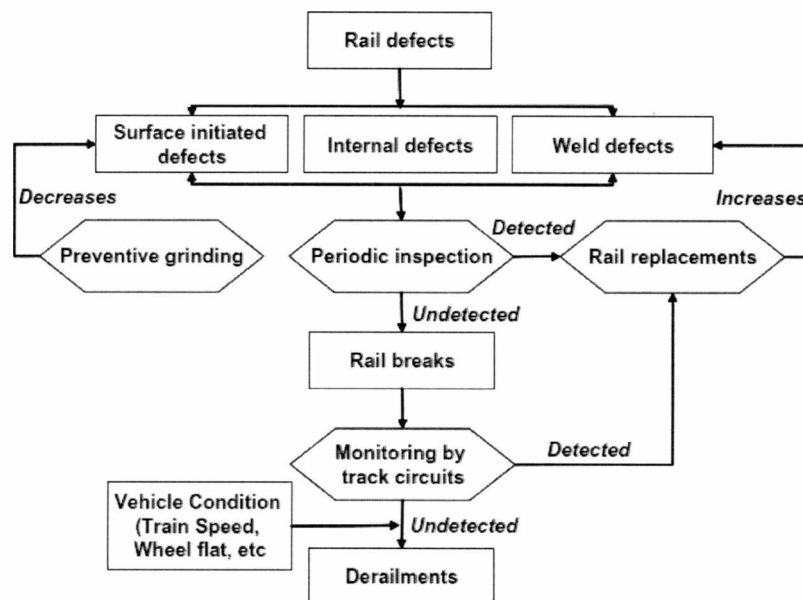 Rail defects
Surface initiated
defects
Internal defects
Weld defects
Decreases
Increases
Preventive grinding
Periodic inspection
Detected
Rail replacements
Undetected
Rail breaks
Monitoring by
track circuits
Detected
Vehicle Condition
(Train Speed,
Wheel flat, etc
Undetected
Derailments